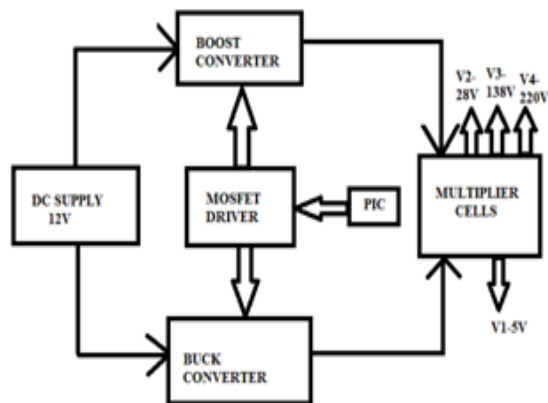 BOOST
CONVERTER
V2-
28V
V3-
138V
V4-
220V
DC SUPPLY
12V
MOSFET
DRIVER
PIC
MULTIPLIER
CELLS
V1-5V
BUCK
CONVERTER